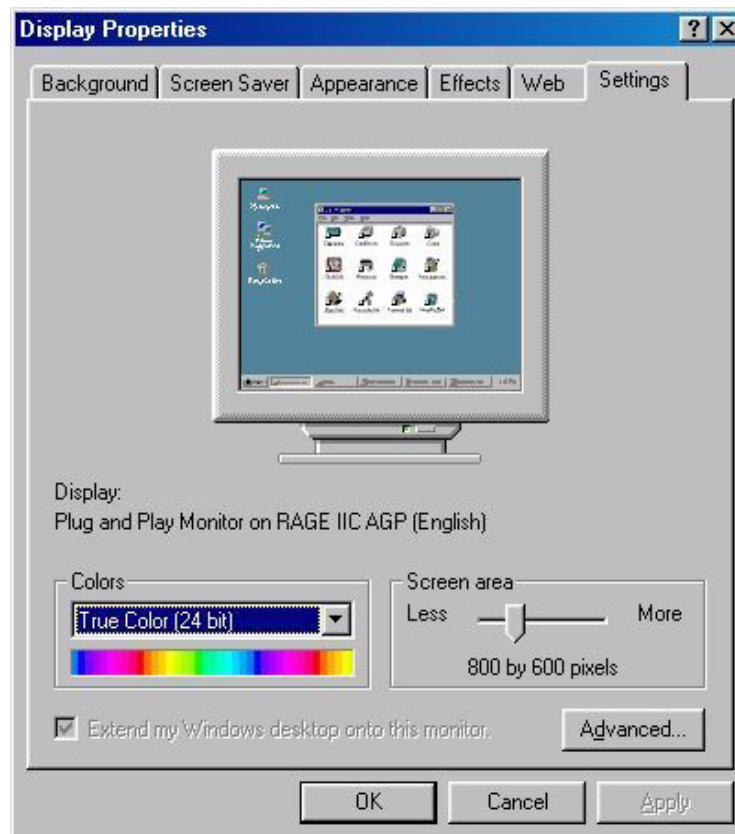 Display Properties
Background Screen Saver Appearance Effects Web Settings
Display:
Plug and Play Monitor on RAGE IIC AGP (English)
Colors
True Color (24 bit)
Screen area
Less More
800 by 600 pixels
Extend my Windows desktop onto this monitor.
Advanced...
OK Cancel Apply